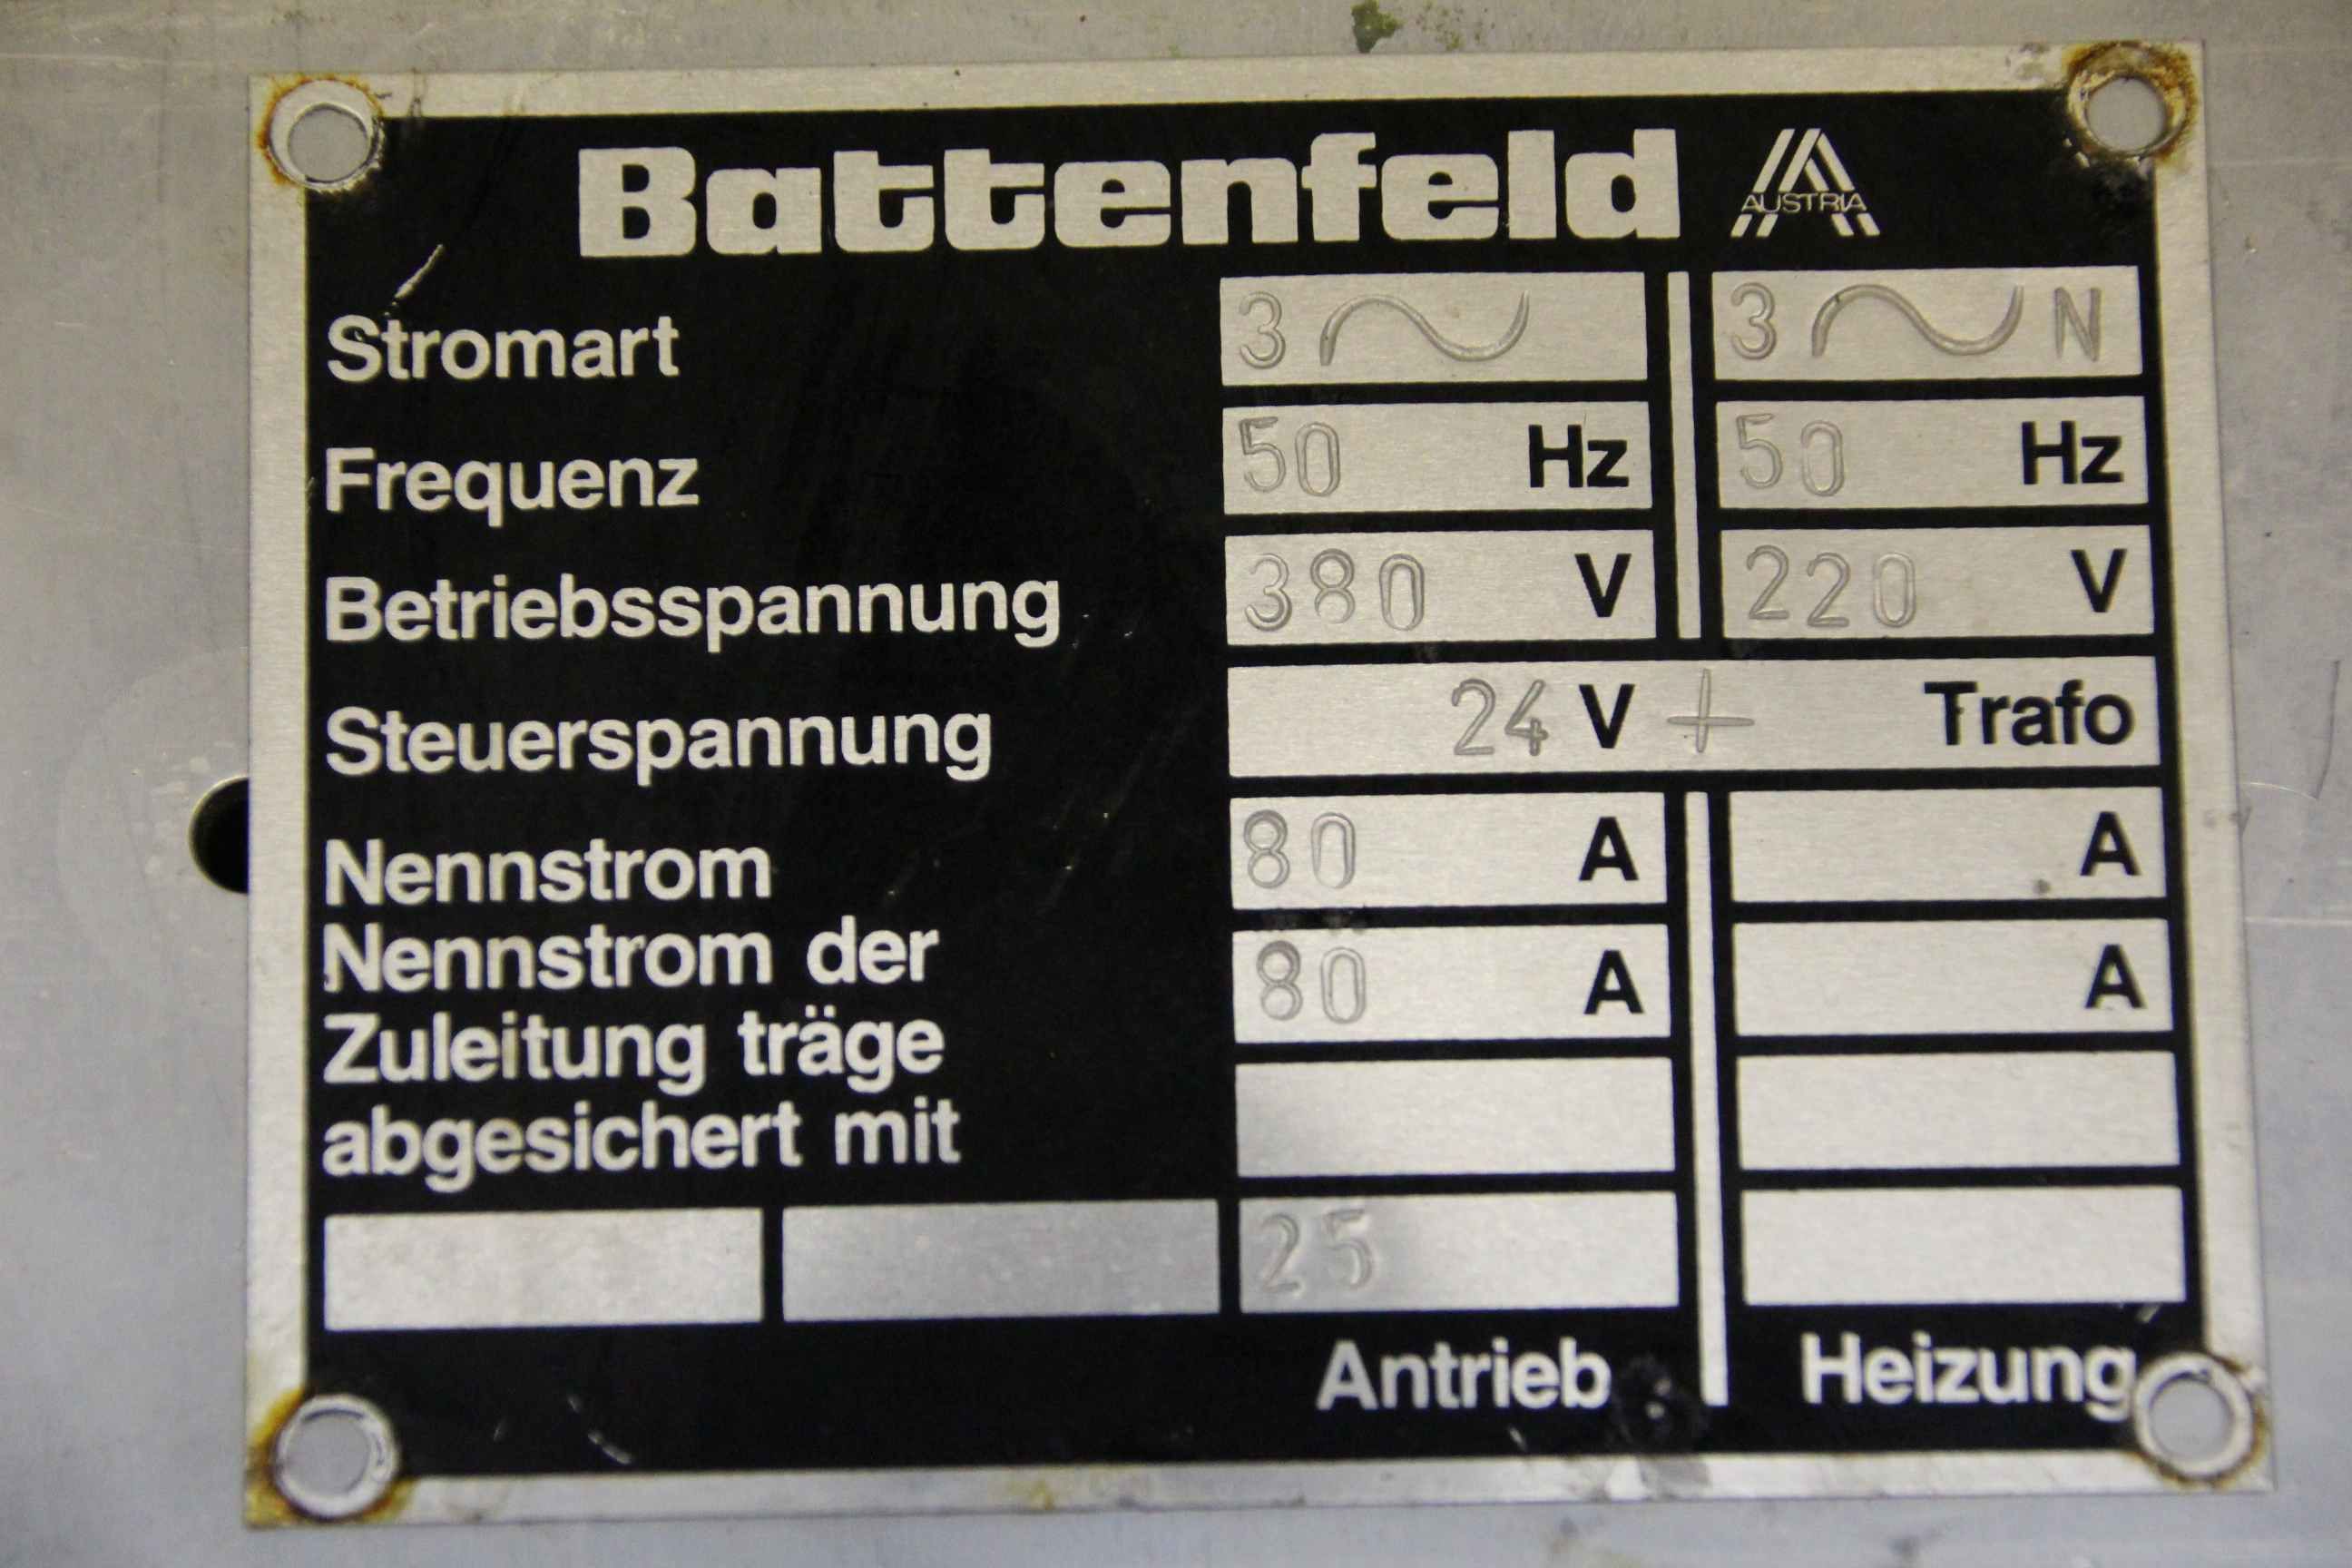 Battenfeld AUSTRIA
Stromart 3 ~ 3 ~ N
Frequenz 50 Hz 50 Hz
Betriebsspannung 380 V 220 V
Steuerspannung 24 V + Trafo
Nennstrom 80 A A
Nennstrom der 80 A A
Zuleitung träge
abgesichert mit
25
Antrieb Heizung